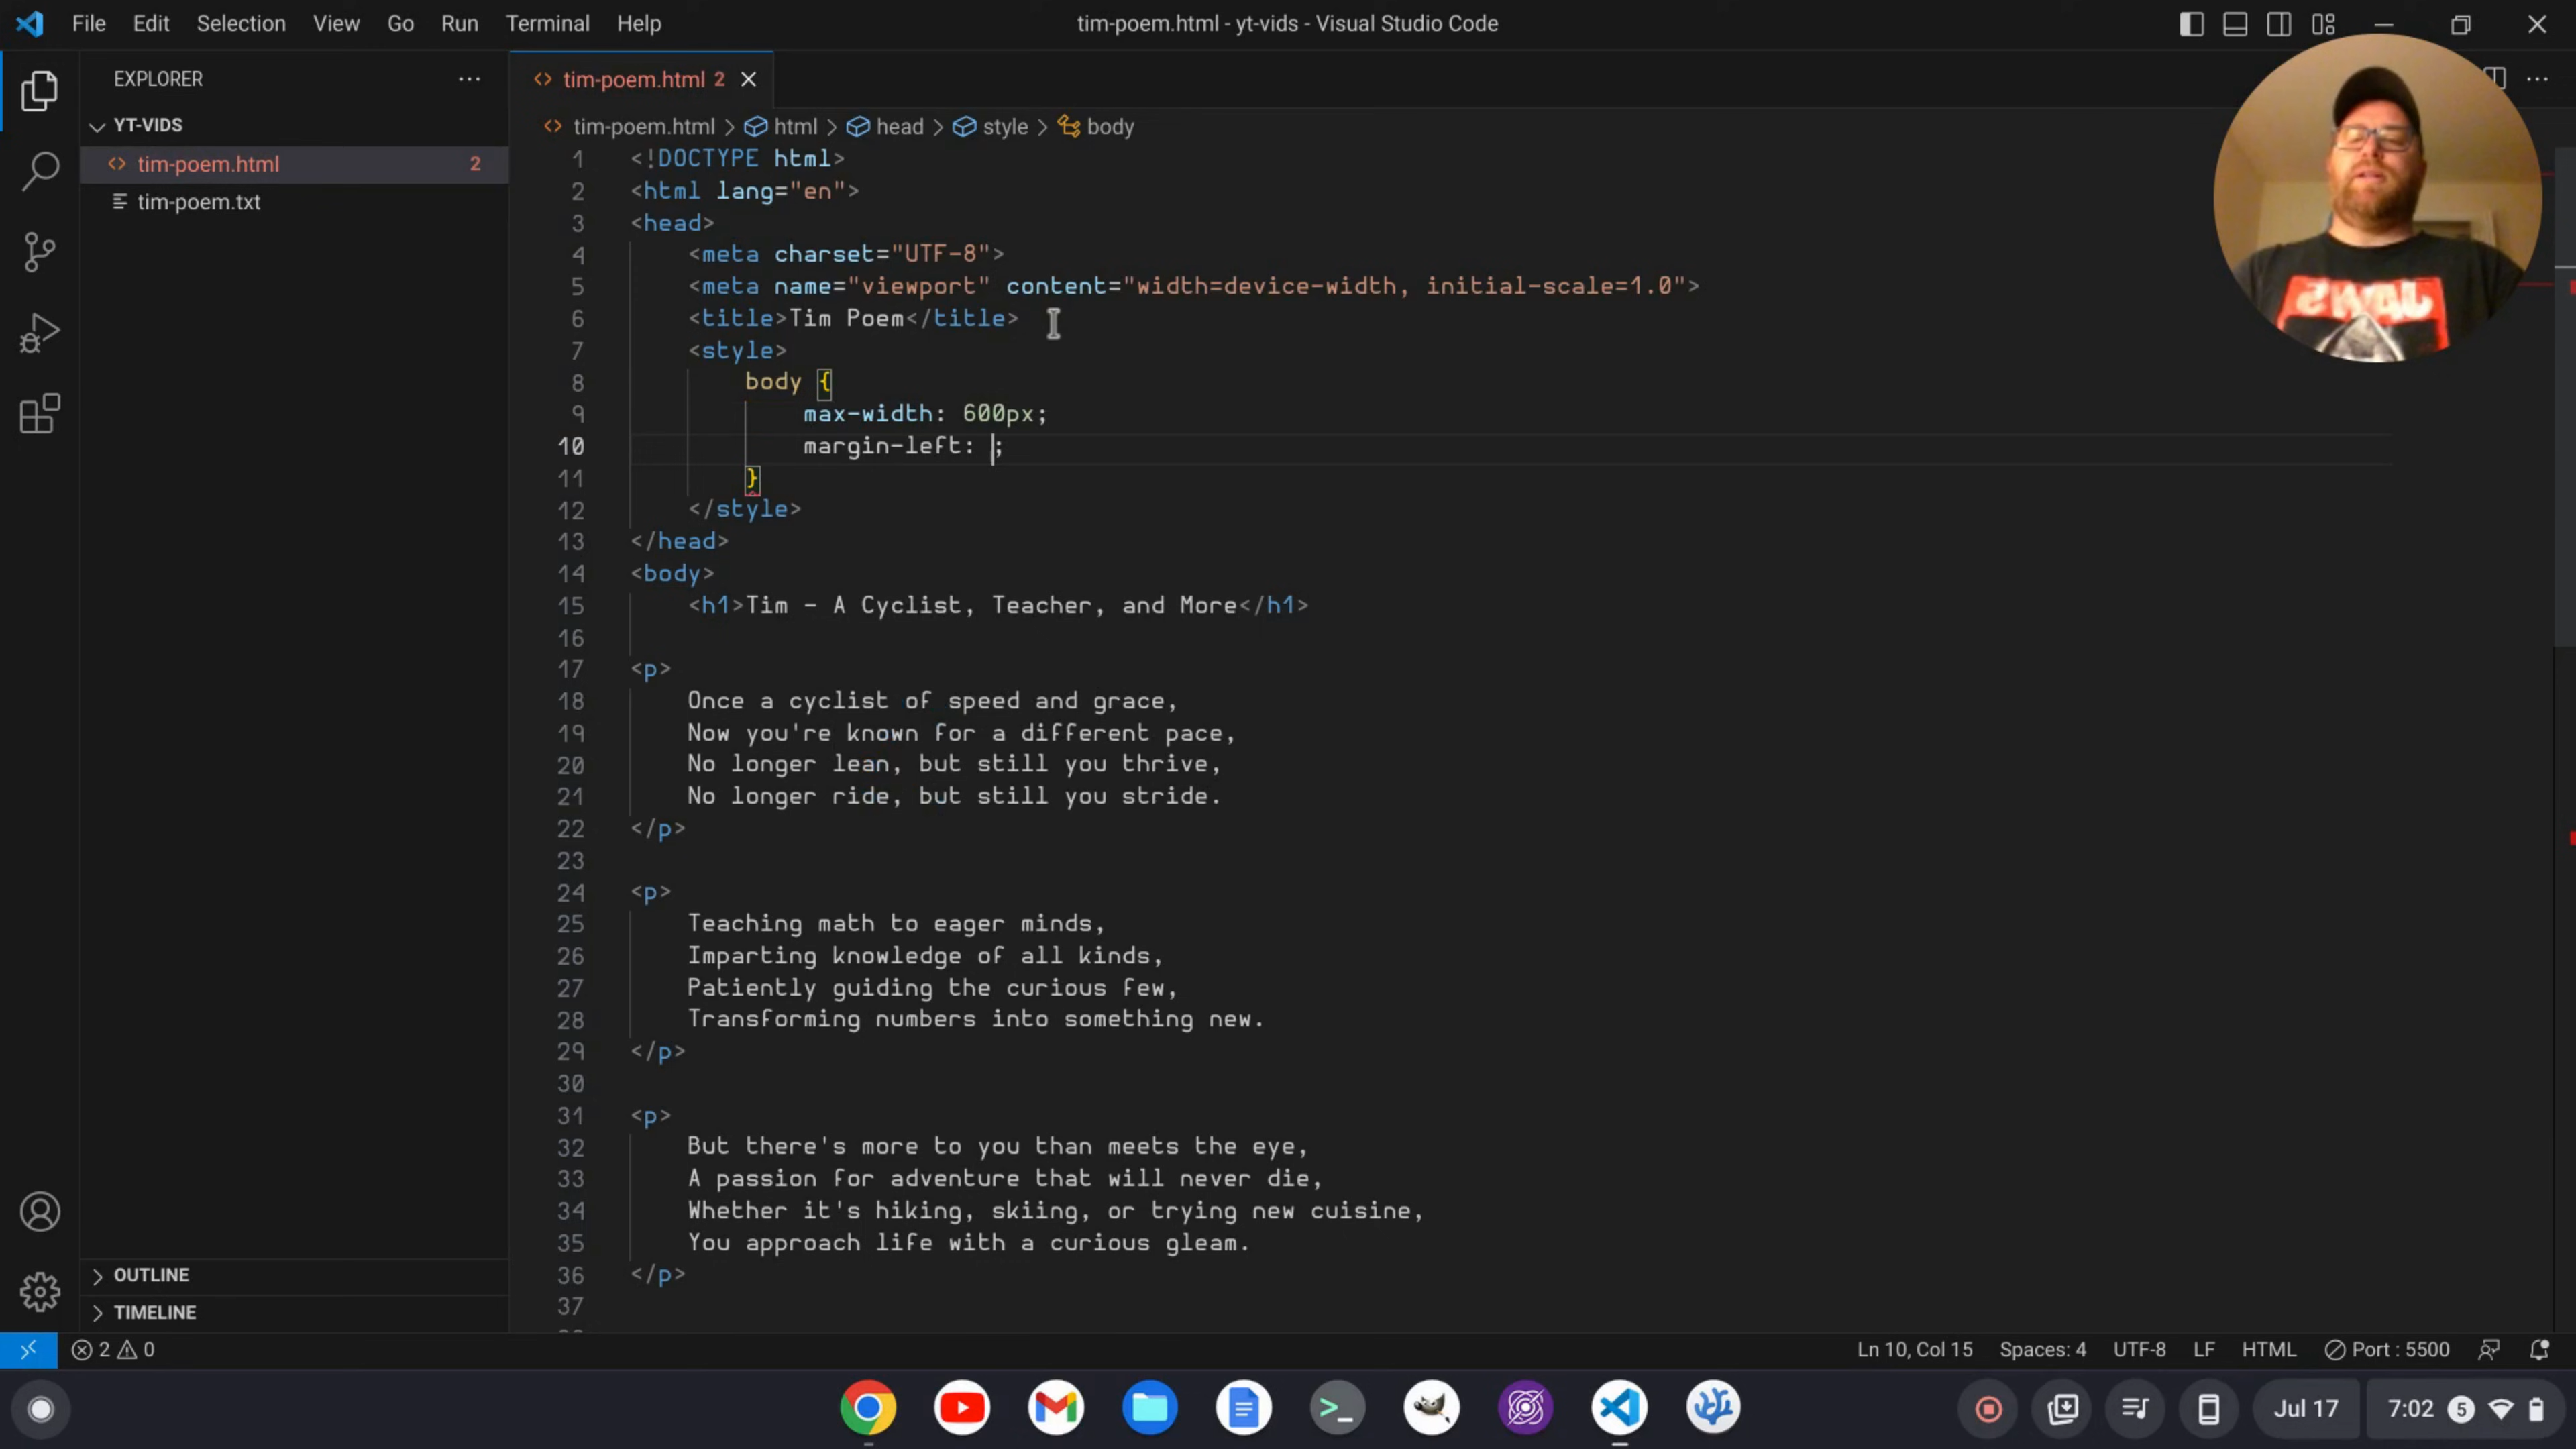 File Edit Selection View Go Run Terminal Help
tim-poem.html - yt-vids - Visual Studio Code
EXPLORER
YT-VIDS
tim-poem.html 2
tim-poem.txt
OUTLINE
TIMELINE
tim-poem.html 2
tim-poem.html > html > head > style > body
1 <!DOCTYPE html>
2 <html lang="en">
3 <head>
4 <meta charset="UTF-8">
5 <meta name="viewport" content="width=device-width, initial-scale=1.0">
6 <title>Tim Poem</title>
7 <style>
8 body {
9 max-width: 600px;
10 margin-left: ;
11 }
12 </style>
13 </head>
14 <body>
15 <h1>Tim - A Cyclist, Teacher, and More</h1>
16
17 <p>
18 Once a cyclist of speed and grace,
19 Now you're known for a different pace,
20 No longer lean, but still you thrive,
21 No longer ride, but still you stride.
22 </p>
23
24 <p>
25 Teaching math to eager minds,
26 Imparting knowledge of all kinds,
27 Patiently guiding the curious few,
28 Transforming numbers into something new.
29 </p>
30
31 <p>
32 But there's more to you than meets the eye,
33 A passion for adventure that will never die,
34 Whether it's hiking, skiing, or trying new cuisine,
35 You approach life with a curious gleam.
36 </p>
37
JAWS
2 0
Ln 10, Col 15 Spaces: 4 UTF-8 LF HTML Port : 5500
Jul 17 7:02 5